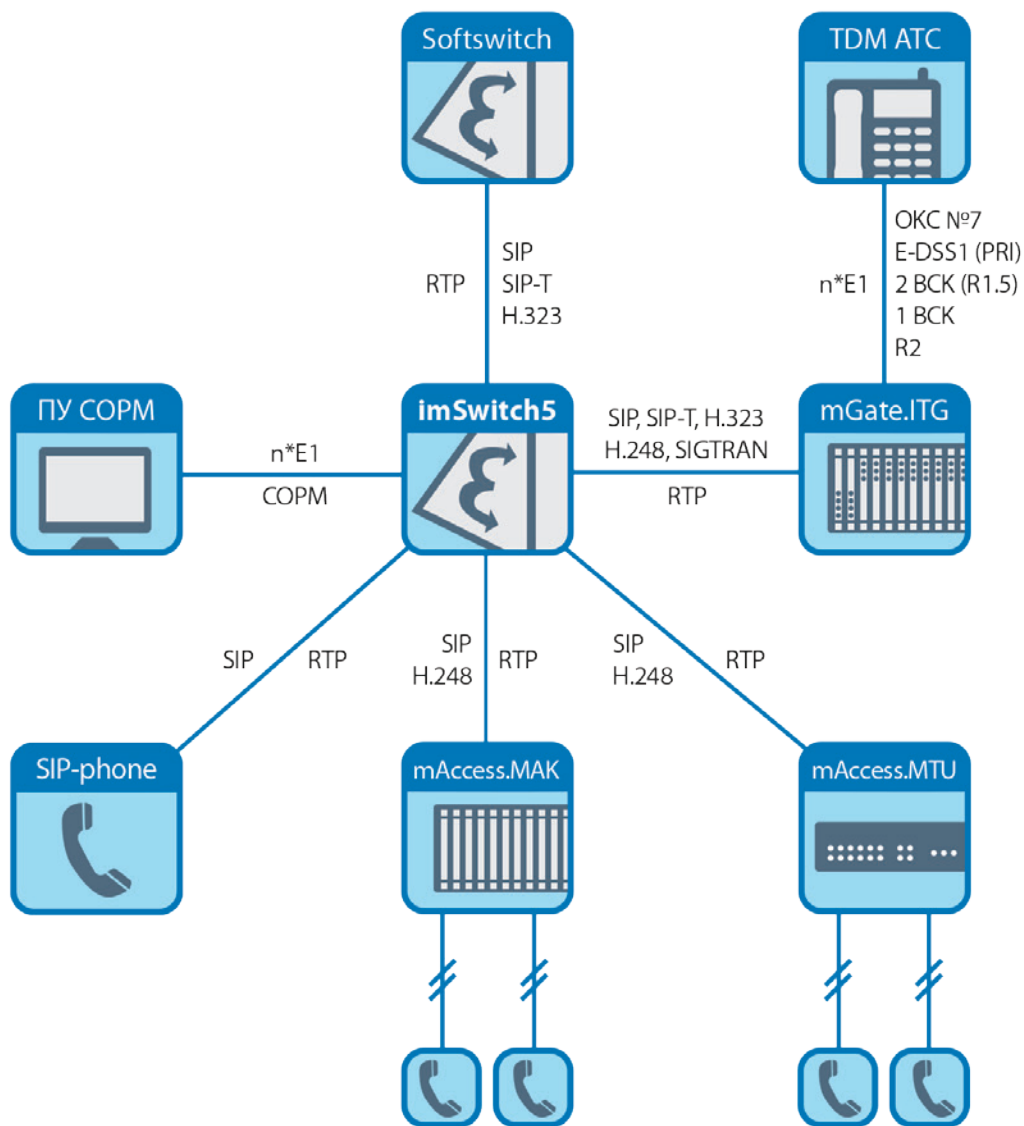 Softswitch
TDM АТС
RTP
SIP
SIP-T
H.323
n*E1
ОКС №7
E-DSS1 (PRI)
2 ВСК (R1.5)
1 ВСК
R2
ПУ СОРМ
imSwitch5
mGate.ITG
n*E1
СОРМ
SIP, SIP-T, H.323
H.248, SIGTRAN
RTP
SIP
RTP
SIP
H.248
RTP
SIP
H.248
RTP
SIP-phone
mAccess.MAK
mAccess.MTU